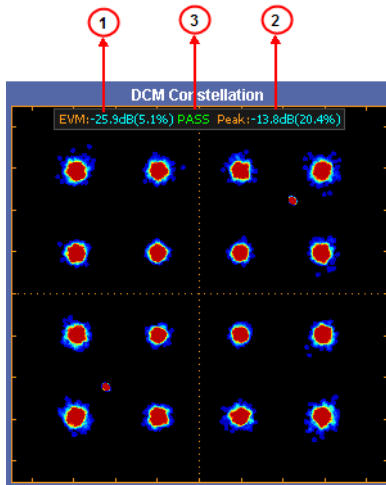 1 3 2
DCM Constellation
EVM:-25.9dB(5.1%) PASS Peak:-13.8dB(20.4%)